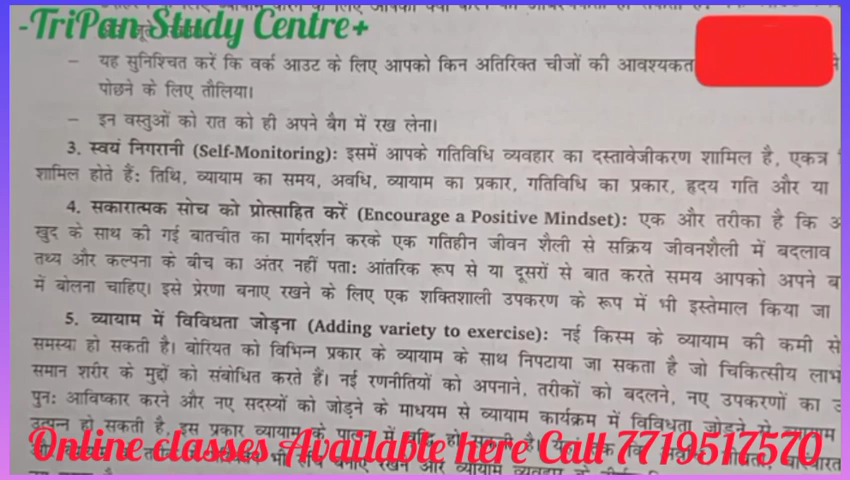 -TriPan Study Centre+
– यह सुनिश्चित करें कि वर्क आउट के लिए आपको किन अतिरिक्त चीजों की आवश्यकत
पोछने के लिए तौलिया।
– इन वस्तुओं को रात को ही अपने बैग में रख लेना।
3. स्वयं निगरानी (Self-Monitoring): इसमें आपके गतिविधि व्यवहार का दस्तावेजीकरण शामिल है, एकत्र
शामिल होते हैं: तिथि, व्यायाम का समय, अवधि, व्यायाम का प्रकार, गतिविधि का प्रकार, हृदय गति और या
4. सकारात्मक सोच को प्रोत्साहित करें (Encourage a Positive Mindset): एक और तरीका है कि
खुद के साथ की गई बातचीत का मार्गदर्शन करके एक गतिहीन जीवन शैली से सक्रिय जीवनशैली में बदलाव
तथ्य और कल्पना के बीच का अंतर नहीं पता: आंतरिक रूप से या दूसरों से बात करते समय आपको अपने ब
में बोलना चाहिए। इसे प्रेरणा बनाए रखने के लिए एक शक्तिशाली उपकरण के रूप में भी इस्तेमाल किया जा
5. व्यायाम में विविधता जोड़ना (Adding variety to exercise): नई किस्म के व्यायाम की कमी से
समस्या हो सकती है। बोरियत को विभिन्न प्रकार के व्यायाम के साथ निपटाया जा सकता है जो चिकित्सीय लाभ
समान शरीर के मुद्दों को संबोधित करते हैं। नई रणनीतियों को अपनाने, तरीकों को बदलने, नए उपकरणों का
पुन: आविष्कार करने और नए सदस्यों को जोड़ने के माधयम से व्यायाम कार्यक्रम में विविधता जोड़ने से व्यायाम
उत्पन्न हो सकती है, इस प्रकार व्यायाम के
Online classes Available here Call 7719517570